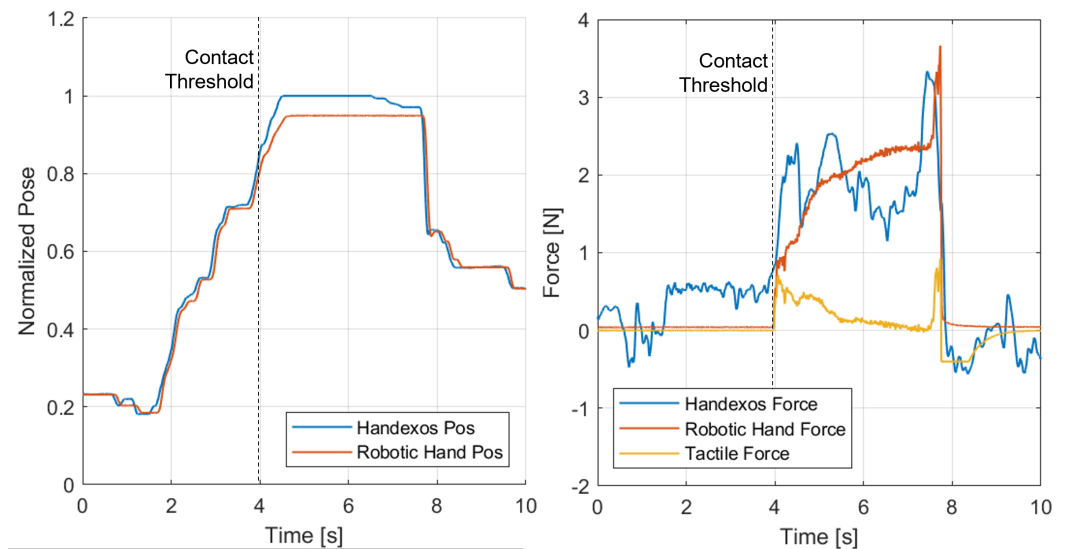 1.2
1
0.8
0.6
0.4
0.2
0
Normalized Pose
Contact
Threshold
Handexos Pos
Robotic Hand Pos
0 2 4 6 8 10
Time [s]
4
3
2
1
0
-1
-2
Force [N]
Contact
Threshold
Handexos Force
Robotic Hand Force
Tactile Force
0 2 4 6 8 10
Time [s]